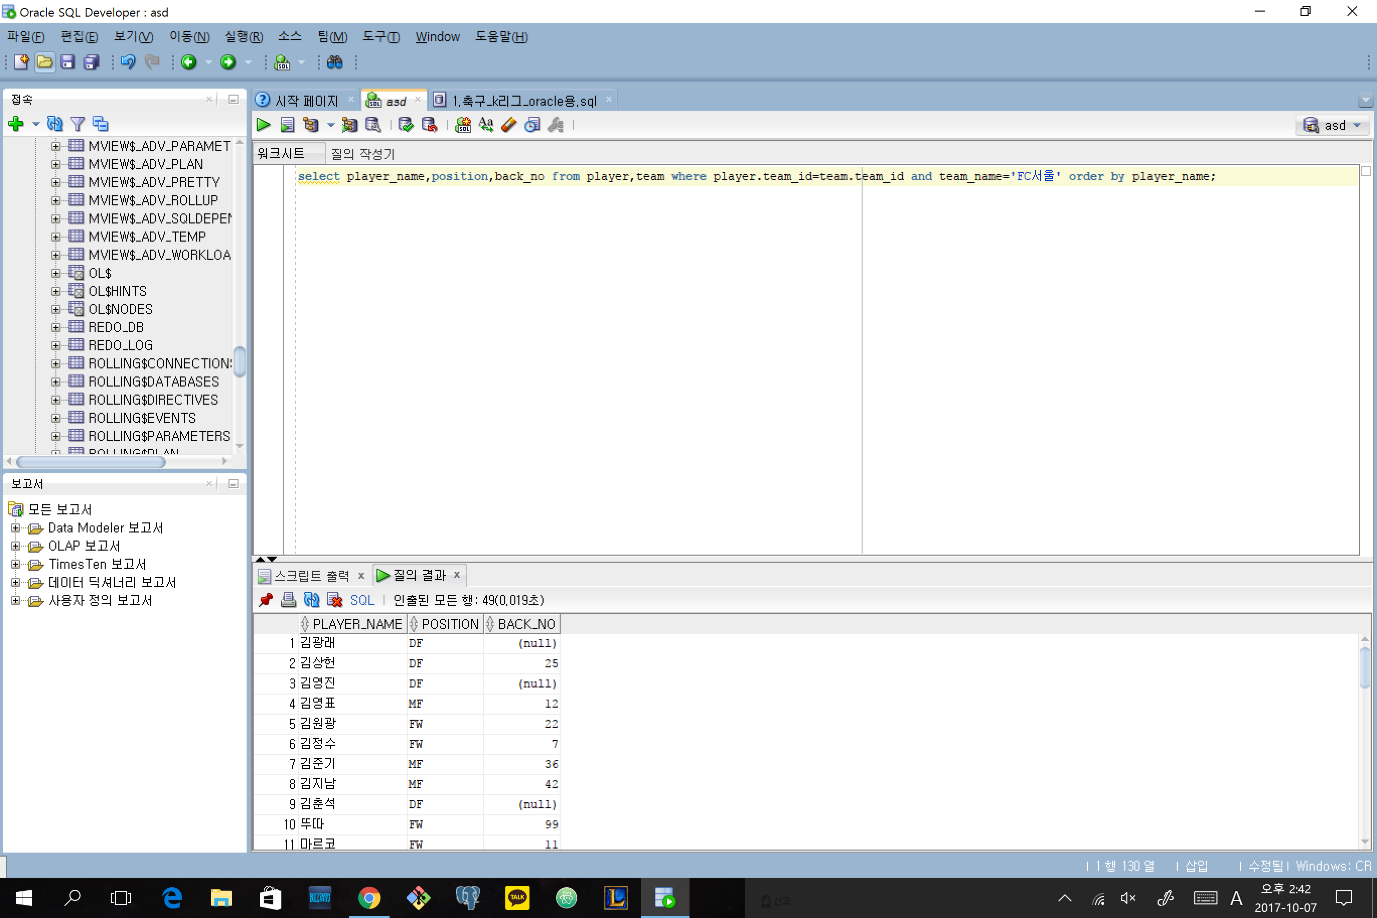 Oracle SQL Developer : asd
파일(F) 편집(E) 보기(V) 이동(N) 실행(R) 소스 팀(M) 도구(T) Window 도움말(H)
접속
MVIEW$_ADV_PARAMET
MVIEW$_ADV_PLAN
MVIEW$_ADV_PRETTY
MVIEW$_ADV_ROLLUP
MVIEW$_ADV_SQLDEPEN
MVIEW$_ADV_TEMP
MVIEW$_ADV_WORKLOA
OL$
OL$HINTS
OL$NODES
REDO_DB
REDO_LOG
ROLLING$CONNECTIONS
ROLLING$DATABASES
ROLLING$DIRECTIVES
ROLLING$EVENTS
ROLLING$PARAMETERS
ROLLING$PLAN
보고서
모든 보고서
Data Modeler 보고서
OLAP 보고서
TimesTen 보고서
데이터 딕셔너리 보고서
사용자 정의 보고서
시작 페이지 asd 1.축구_k리그_oracle용.sql
asd
워크시트 질의 작성기
select player_name,position,back_no from player,team where player.team_id=team.team_id and team_name='FC서울' order by player_name;
스크립트 출력 질의 결과
SQL 인출된 모든 행: 49(0.019초)
PLAYER_NAME POSITION BACK_NO
1 김광래 DF (null)
2 김상헌 DF 25
3 김영진 DF (null)
4 김영표 MF 12
5 김원광 FW 22
6 김정수 FW 7
7 김준기 MF 36
8 김지남 MF 42
9 김춘석 DF (null)
10 뚜따 FW 99
11 마르코 FW 11
1 행 130 열 삽입 수정됨 Windows: CR
BLIZZARD
TALK
L
A
오후 2:42
2017-10-07